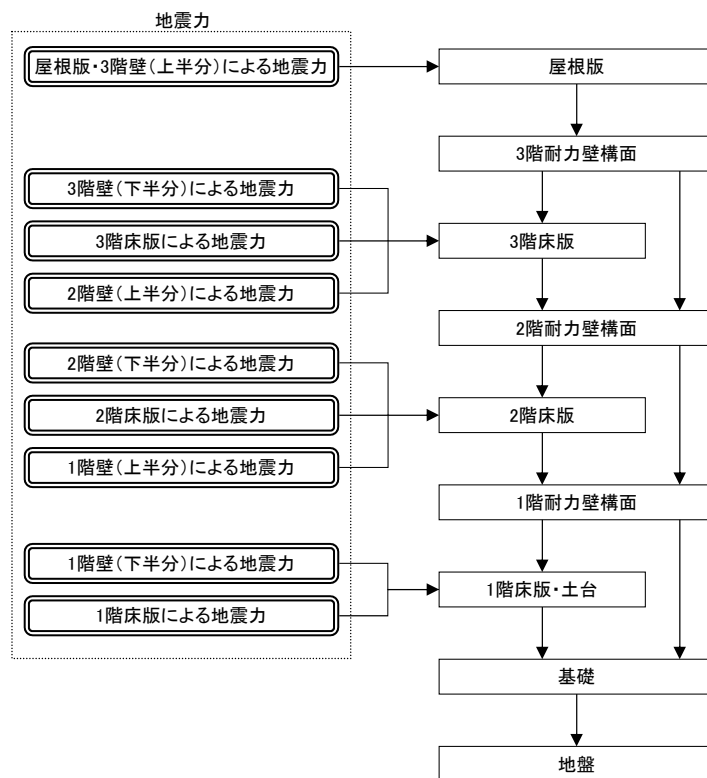 地震力
屋根版・3階壁(上半分)による地震力
屋根版
3階耐力壁構面
3階壁(下半分)による地震力
3階床版による地震力
3階床版
2階壁(上半分)による地震力
2階耐力壁構面
2階壁(下半分)による地震力
2階床版による地震力
2階床版
1階壁(上半分)による地震力
1階耐力壁構面
1階壁(下半分)による地震力
1階床版・土台
1階床版による地震力
基礎
地盤